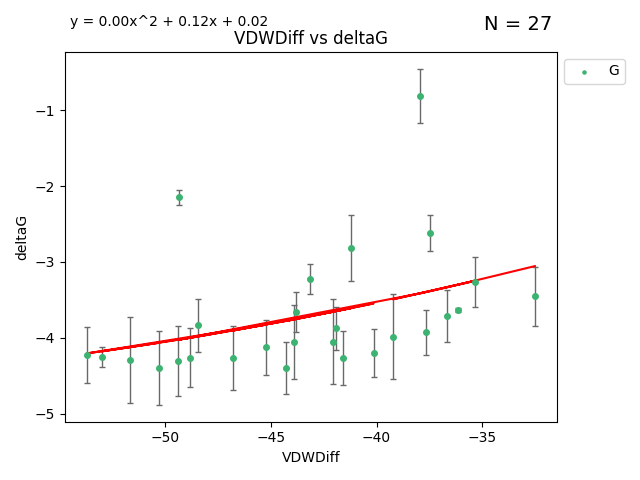 y = 0.00x^2 + 0.12x + 0.02
N = 27
VDWDiff vs deltaG
G
−1
−2
−3
−4
−5
deltaG
−50
−45
−40
−35
VDWDiff